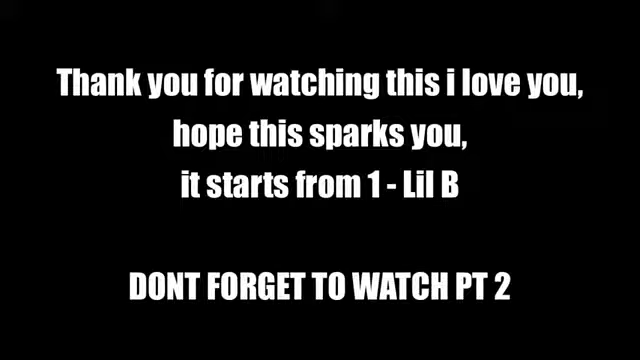 Thank you for watching this i love you,
hope this sparks you,
it starts from 1 - Lil B
DONT FORGET TO WATCH PT 2